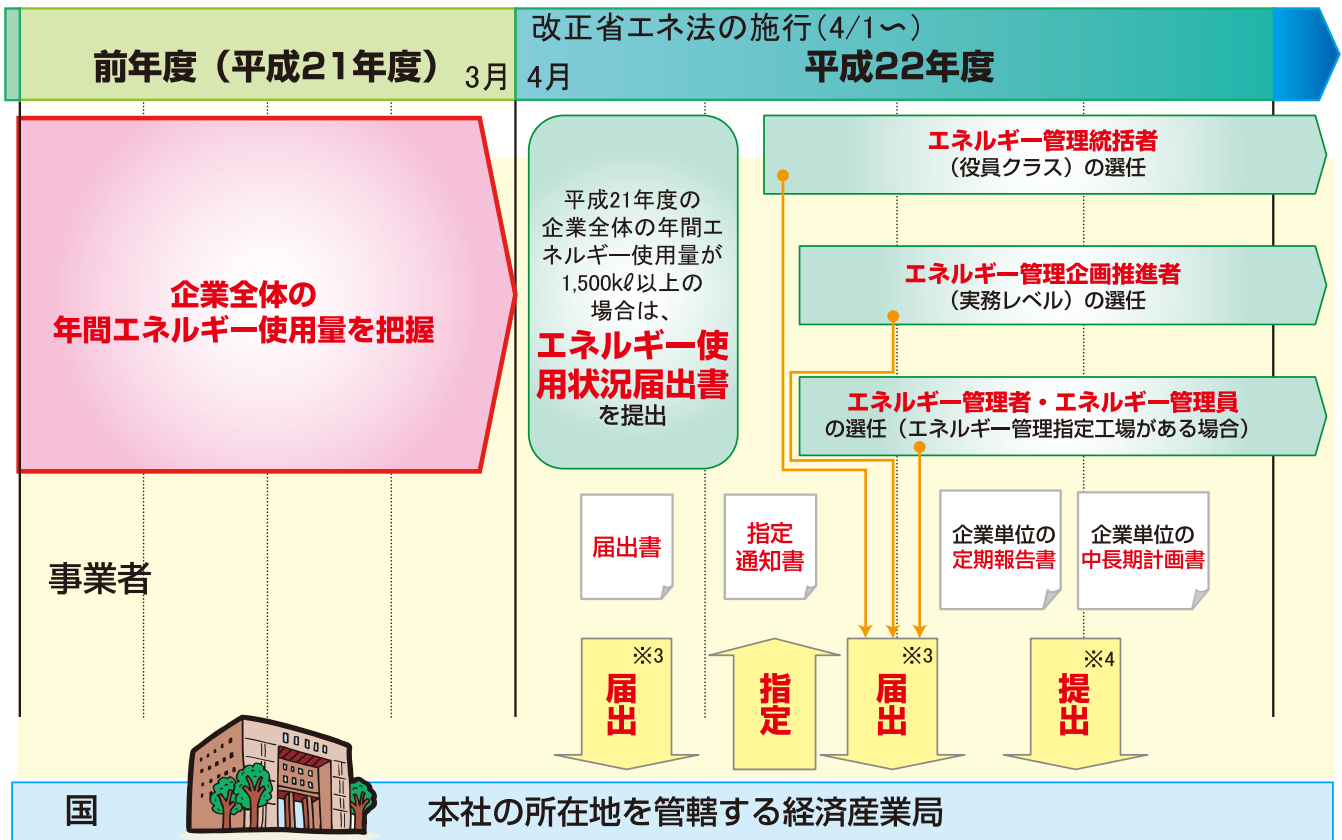 改正省エネ法の施行(4/1～)
前年度（平成21年度） 3月
4月
平成22年度
企業全体の
年間エネルギー使用量を把握
平成21年度の
企業全体の年間エ
ネルギー使用量が
1,500kℓ以上の
場合は、
エネルギー使
用状況届出書
を提出
エネルギー管理統括者
（役員クラス）の選任
エネルギー管理企画推進者
（実務レベル）の選任
エネルギー管理者・エネルギー管理員
の選任（エネルギー管理指定工場がある場合）
届出書
指定
通知書
企業単位の
定期報告書
企業単位の
中長期計画書
事業者
※3
届出
指定
※3
届出
※4
提出
国
本社の所在地を管轄する経済産業局